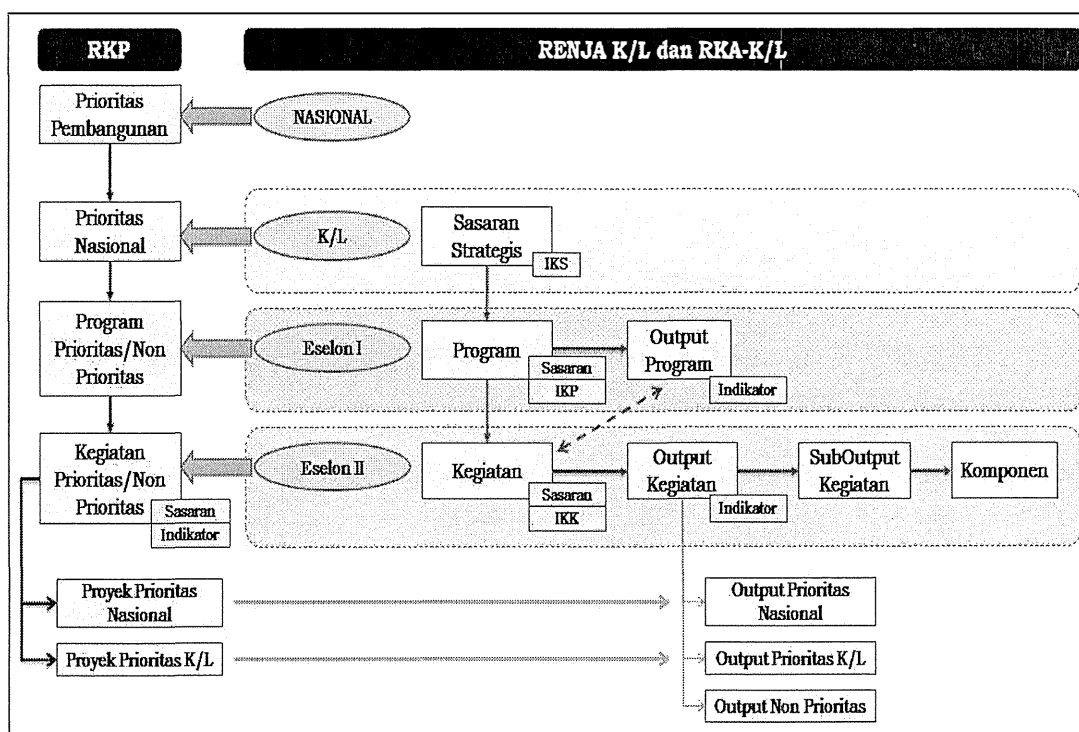 RKP
RENJA K/L dan RKA-K/L
Prioritas
Pembangunan
NASIONAL
Prioritas
Nasional
K/L
Sasaran
Strategis
IKS
Program
Prioritas/Non
Prioritas
Eselon I
Program
Sasaran
IKP
Output
Program
Indikator
Kegiatan
Prioritas/Non
Prioritas
Sasaran
Indikator
Eselon II
Kegiatan
Sasaran
IKK
Output
Kegiatan
Indikator
SubOutput
Kegiatan
Komponen
Proyek Prioritas
Nasional
Output Prioritas
Nasional
Proyek Prioritas K/L
Output Prioritas K/L
Output Non Prioritas